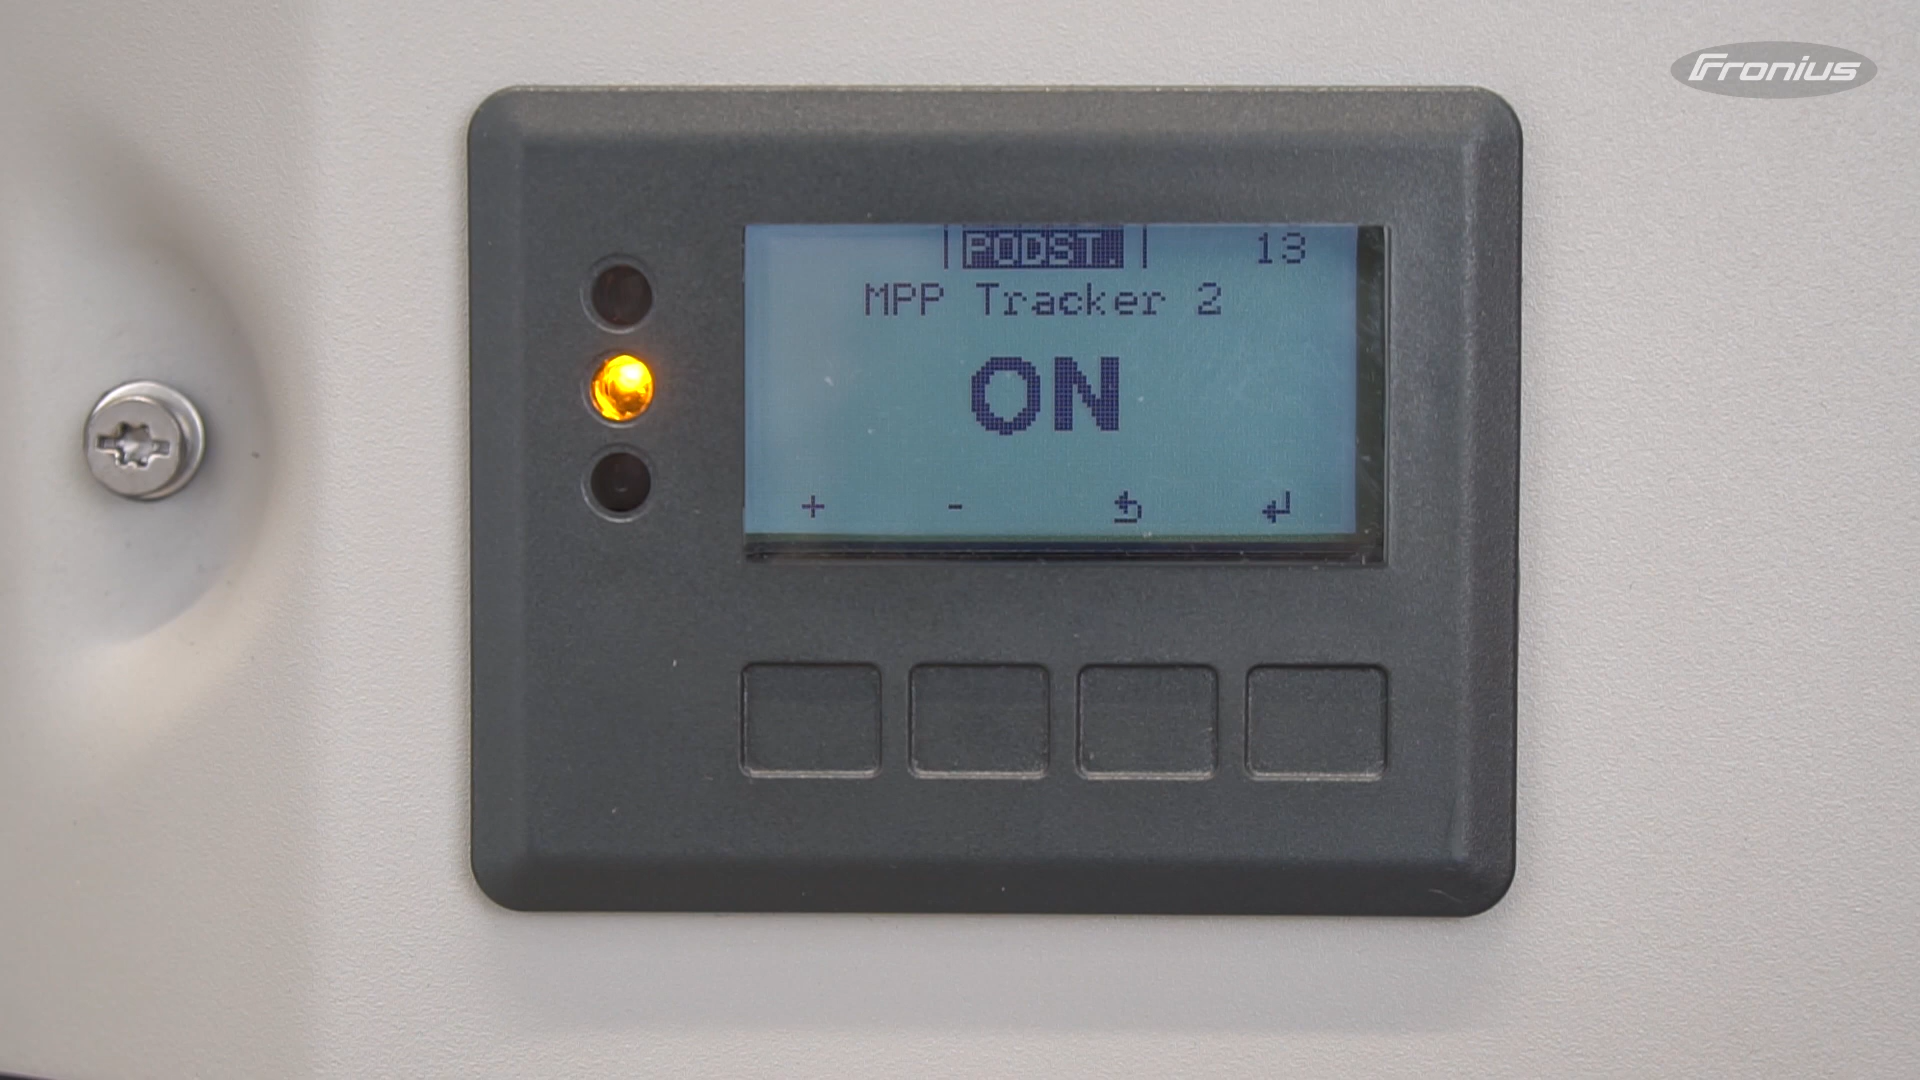 Fronius
PODST. 13
MPP Tracker 2
ON
+ -